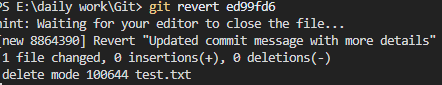 PS E:\daily work\Git> git revert ed99fd6
hint: Waiting for your editor to close the file...
[new 8864390] Revert "Updated commit message with more details"
1 file changed, 0 insertions(+), 0 deletions(-)
delete mode 100644 test.txt